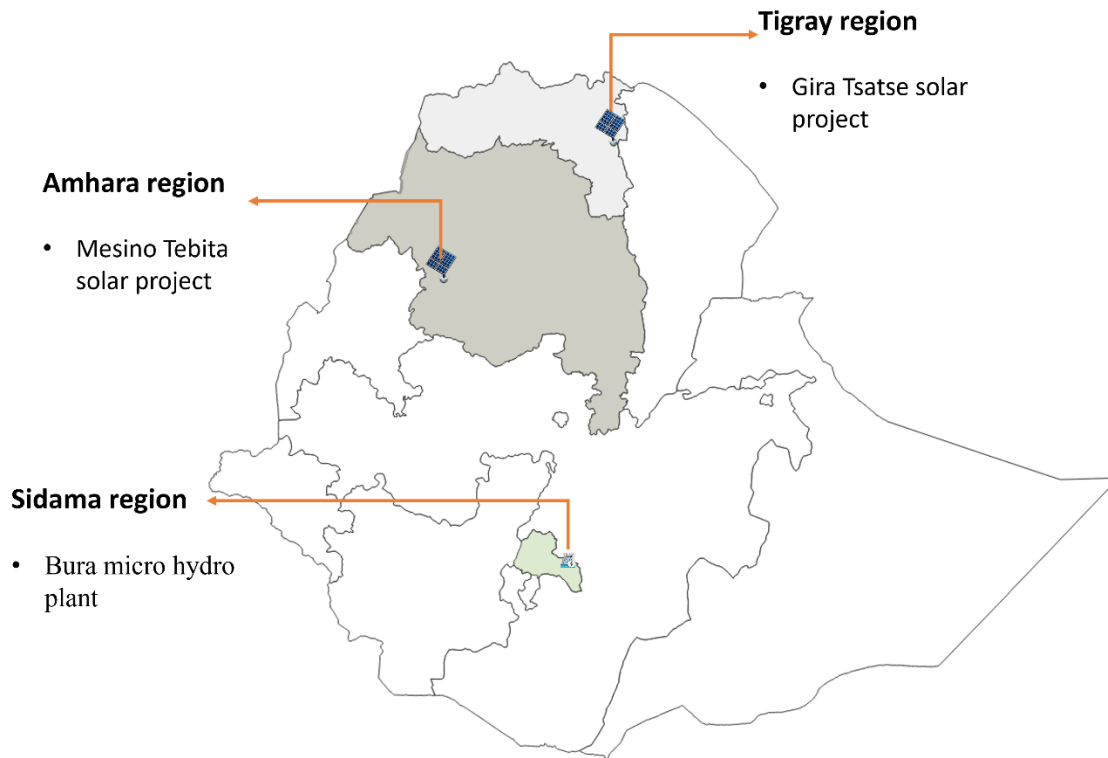 Tigray region
• Gira Tsatse solar
project
Amhara region
• Mesino Tebita
solar project
Sidama region
• Bura micro hydro
plant